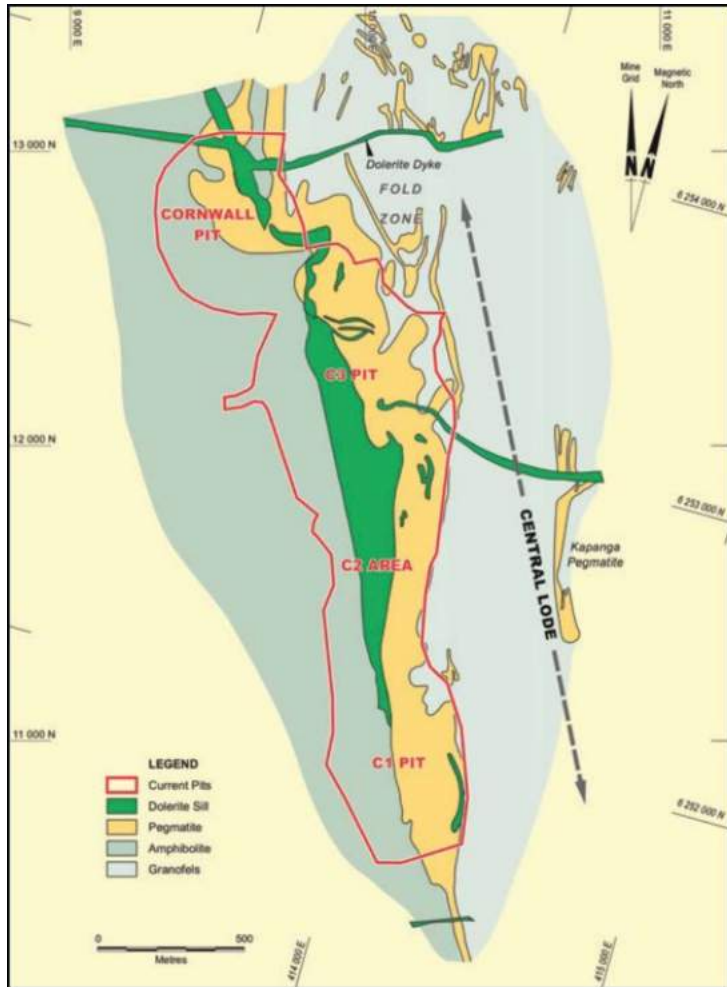 9 000 E
10 000 E
11 000 E
Mine
Grid
Magnetic
North
N
N
13 000 N
Dolerite Dyke
FOLD
ZONE
6 254 000 N
CORNWALL
PIT
C3 PIT
12 000 N
6 253 000 N
CENTRAL LODE
Kapanga
Pegmatite
C2 AREA
11 000 N
C1 PIT
6 252 000 N
LEGEND
Current Pits
Dolerite Sill
Pegmatite
Amphibolite
Granofels
0
500
Metres
414 000 E
415 000 E